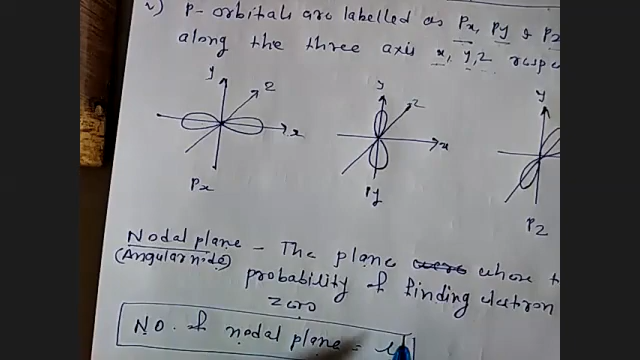 v) P- orbitals are labelled as Px, Py & Pz
along the three axis x, y, z respe
y
z
x
Px
y
z
x
Py
y
Pz
Nodal plane - The plane where t
(Angular node) probability of finding electron
zero
No. of nodal plane = l